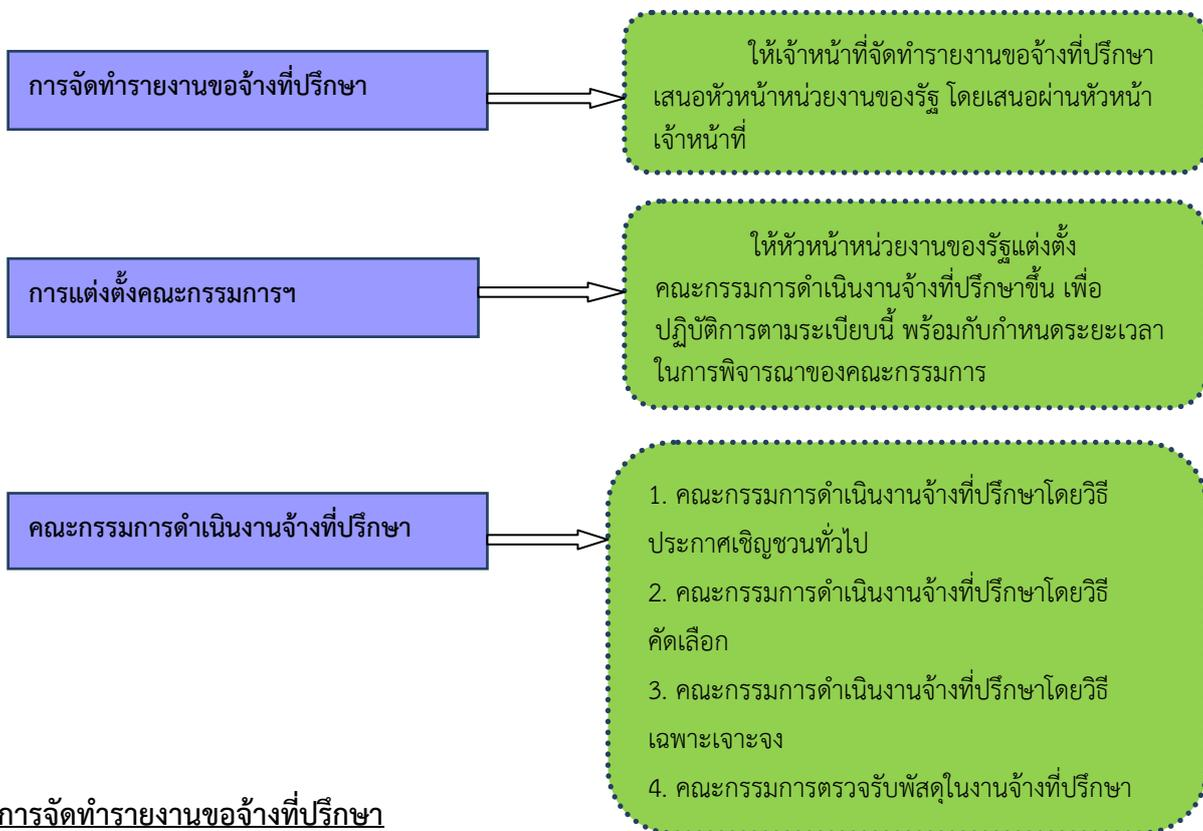 การจัดทำรายงานขอจ้างที่ปรึกษา
ให้เจ้าหน้าที่จัดทำรายงานขอจ้างที่ปรึกษา
เสนอหัวหน้าหน่วยงานของรัฐ โดยเสนอผ่านหัวหน้า
เจ้าหน้าที่
การแต่งตั้งคณะกรรมการฯ
ให้หัวหน้าหน่วยงานของรัฐแต่งตั้ง
คณะกรรมการดำเนินงานจ้างที่ปรึกษาขึ้น เพื่อ
ปฏิบัติการตามระเบียบนี้ พร้อมกับกำหนดระยะเวลา
ในการพิจารณาของคณะกรรมการ
คณะกรรมการดำเนินงานจ้างที่ปรึกษา
1. คณะกรรมการดำเนินงานจ้างที่ปรึกษาโดยวิธี
ประกาศเชิญชวนทั่วไป
2. คณะกรรมการดำเนินงานจ้างที่ปรึกษาโดยวิธี
คัดเลือก
3. คณะกรรมการดำเนินงานจ้างที่ปรึกษาโดยวิธี
เฉพาะเจาะจง
4. คณะกรรมการตรวจรับพัสดุในงานจ้างที่ปรึกษา
การจัดทำรายงานขอจ้างที่ปรึกษา